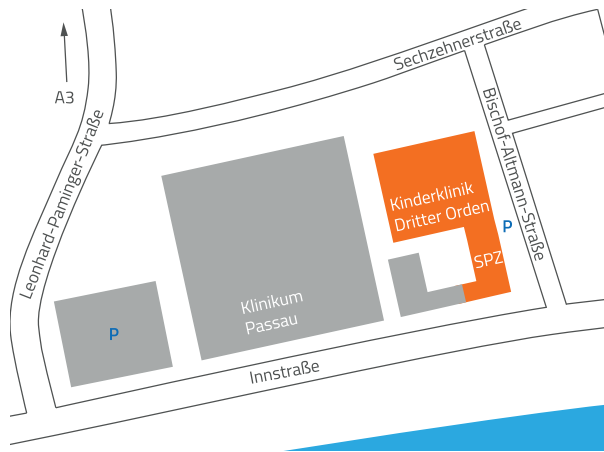 Sechzehnerstraße
A3
Bischof-Altmann-Straße
Leonhard-Paminger-Straße
Kinderklinik
Dritter Orden
P
SPZ
Klinikum
Passau
P
Innstraße